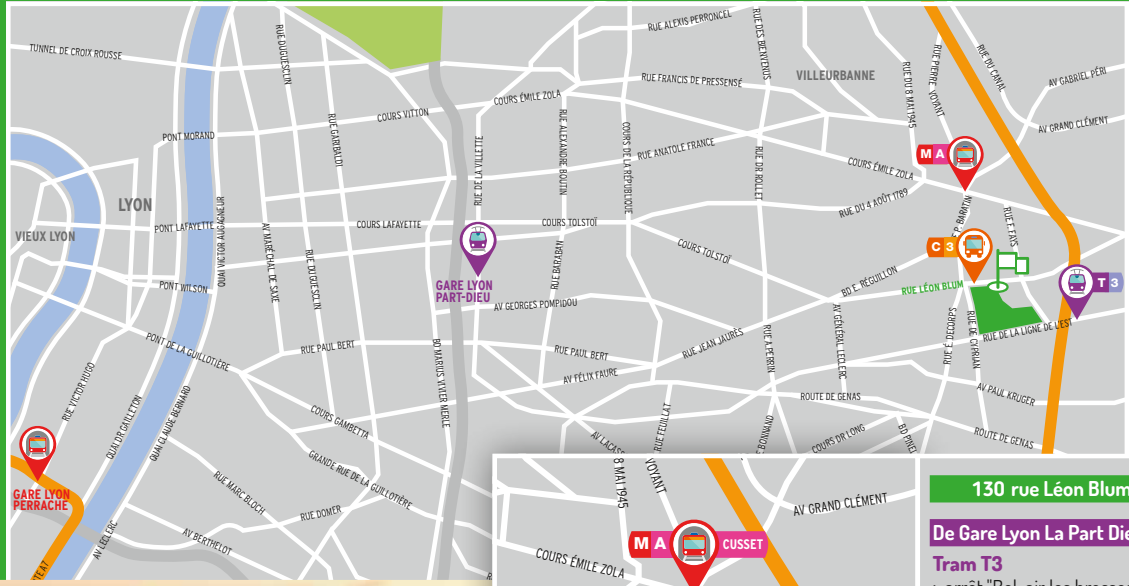 TUNNEL DE CROIX ROUSSE
RUE DUGUESCLIN
RUE ALEXIS PERRONCEL
RUE DES BIENVENUS
RUE FRANCIS DE PRESSENSÉ
VILLEURBANNE
RUE DU 8 MAI 1945
RUE PIERRE VOYANT
RUE DU CANAL
AV GABRIEL PÉRI
AV GRAND CLÉMENT
COURS ÉMILE ZOLA
COURS VITTON
PONT MORAND
RUE GARIBALDI
RUE DE LA VILLETTE
RUE ALEXANDRE BOUTIN
COURS DE LA RÉPUBLIQUE
RUE ANATOLE FRANCE
RUE DR ROLLET
COURS ÉMILE ZOLA
M A
RUE DU 4 AOÛT 1789
P. BARATIN
RUE F. FAYS
LYON
VIEUX LYON
PONT LAFAYETTE
QUAI VICTOR AUGAGNEUR
AV MARÉCHAL DE SAXE
RUE DUGUESCLIN
COURS LAFAYETTE
COURS TOLSTOÏ
COURS TOLSTOÏ
C 3
T 3
GARE LYON
PART-DIEU
RUE BARABAN
BD E. RÉGUILLON
RUE LÉON BLUM
PONT WILSON
AV GEORGES POMPIDOU
RUE DE LA LIGNE DE L'EST
PONT DE LA GUILLOTIÈRE
RUE PAUL BERT
BD MARIUS VIVIER MERLE
RUE PAUL BERT
RUE JEAN JAURÈS
RUE A.PERRIN
AV GÉNÉRAL LECLERC
RUE É. DECORPS
RUE DE CYPRIAN
AV FÉLIX FAURE
AV PAUL KRUGER
RUE VICTOR HUGO
QUAI DR GAILLETON
QUAI CLAUDE BERNARD
COURS GAMBETTA
ROUTE DE GENAS
RUE FEUILLAT
AV LACASS
BONNAND
COURS DR LONG
BD PINEL
ROUTE DE GENAS
GARE LYON
PERRACHE
GRANDE RUE DE LA GUILLOTIÈRE
RUE MARC BLOCH
RUE DOMER
AV BERTHELOT
AV LECLERC
TE A7
8 MAI 1945
VOYANT
AV GRAND CLÉMENT
M A
CUSSET
COURS ÉMILE ZOLA
130 rue Léon Blum
De Gare Lyon La Part Die
Tram T3